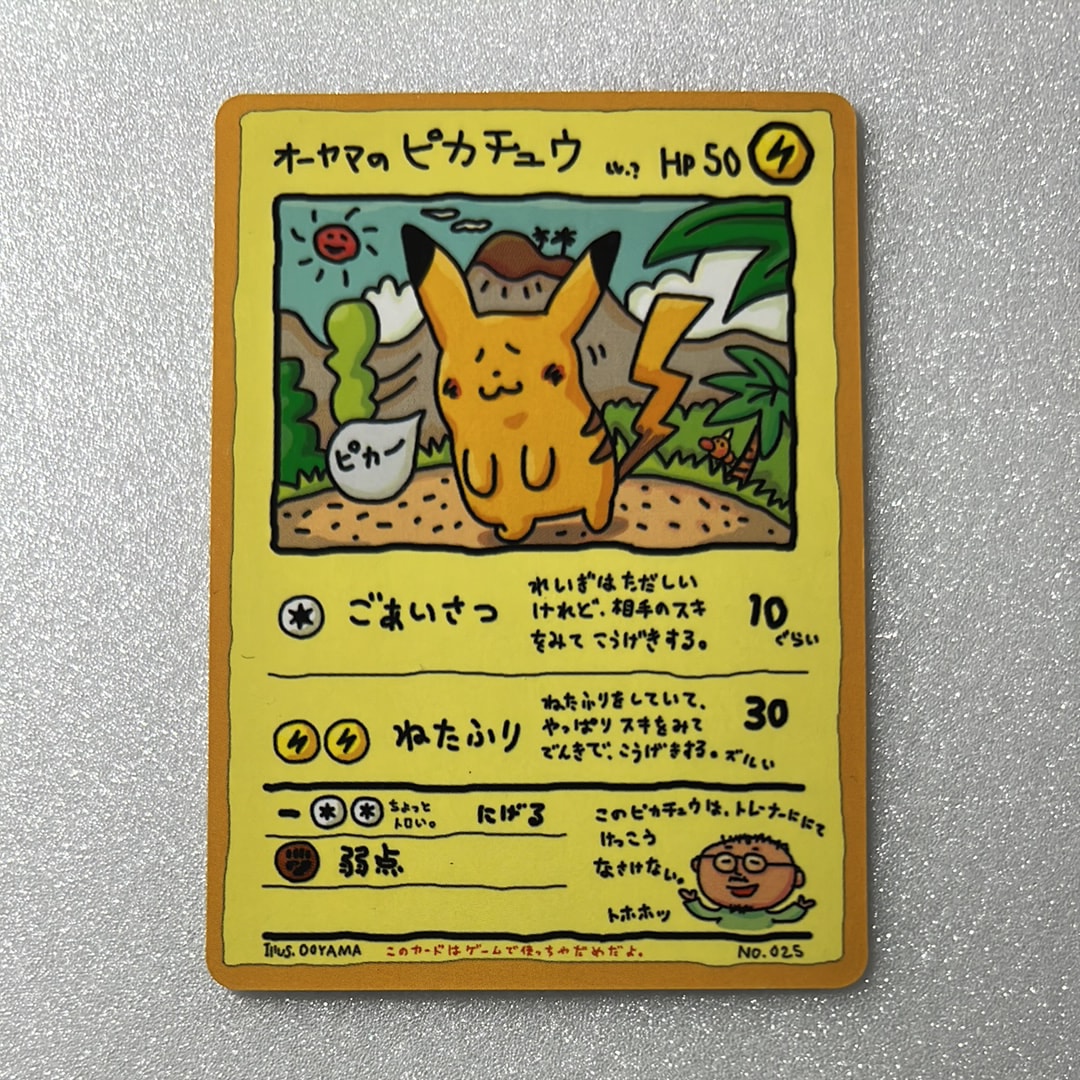 オーヤマの ピカチュウ LV.? HP 50
ピカー
ごあいさつ
れいぎはただしい
けれど、相手のスキ
をみて こうげきする。
10
ぐらい
ねたふり
ねたふりをしていて、
やっぱり スキをみて
でんきで、こうげきする。ズルい
30
ー
ちょっと
トロい。
にげる
弱点
このピカチュウは、トレーナーににて
けっこう
なさけない。
トホホッ
Illus. OOYAMA このカードはゲームで使っちゃだめだよ。 NO. 025